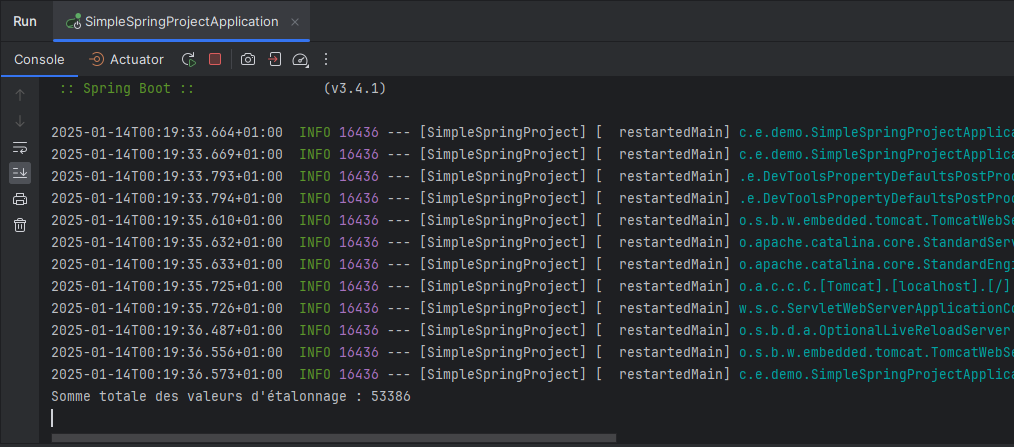 Run SimpleSpringProjectApplication
Console Actuator
:: Spring Boot :: (v3.4.1)
2025-01-14T00:19:33.664+01:00 INFO 16436 --- [SimpleSpringProject] [ restartedMain] c.e.demo.SimpleSpringProjectApplica
2025-01-14T00:19:33.669+01:00 INFO 16436 --- [SimpleSpringProject] [ restartedMain] c.e.demo.SimpleSpringProjectApplica
2025-01-14T00:19:33.793+01:00 INFO 16436 --- [SimpleSpringProject] [ restartedMain] .e.DevToolsPropertyDefaultsPostProc
2025-01-14T00:19:33.794+01:00 INFO 16436 --- [SimpleSpringProject] [ restartedMain] .e.DevToolsPropertyDefaultsPostProc
2025-01-14T00:19:35.610+01:00 INFO 16436 --- [SimpleSpringProject] [ restartedMain] o.s.b.w.embedded.tomcat.TomcatWebSe
2025-01-14T00:19:35.632+01:00 INFO 16436 --- [SimpleSpringProject] [ restartedMain] o.apache.catalina.core.StandardServ
2025-01-14T00:19:35.633+01:00 INFO 16436 --- [SimpleSpringProject] [ restartedMain] o.apache.catalina.core.StandardEngi
2025-01-14T00:19:35.725+01:00 INFO 16436 --- [SimpleSpringProject] [ restartedMain] o.a.c.c.C.[Tomcat].[localhost].[/]
2025-01-14T00:19:35.726+01:00 INFO 16436 --- [SimpleSpringProject] [ restartedMain] w.s.c.ServletWebServerApplicationCo
2025-01-14T00:19:36.487+01:00 INFO 16436 --- [SimpleSpringProject] [ restartedMain] o.s.b.d.a.OptionalLiveReloadServer
2025-01-14T00:19:36.556+01:00 INFO 16436 --- [SimpleSpringProject] [ restartedMain] o.s.b.w.embedded.tomcat.TomcatWebSe
2025-01-14T00:19:36.573+01:00 INFO 16436 --- [SimpleSpringProject] [ restartedMain] c.e.demo.SimpleSpringProjectApplica
Somme totale des valeurs d'étalonnage : 53386